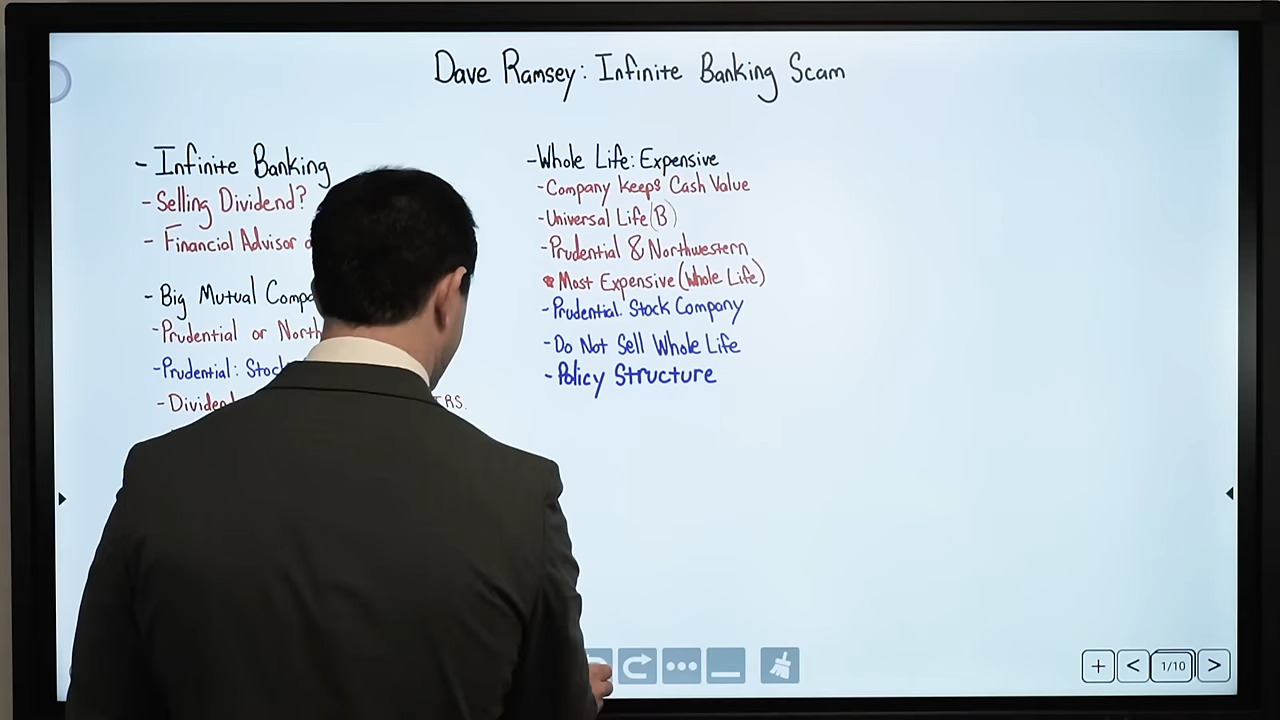 Dave Ramsey: Infinite Banking Scam
- Infinite Banking
- Selling Dividend?
- Financial Advisor
- Big Mutual
- Prudential or
- Prudential:
-
-Whole Life: Expensive
-Company Keeps Cash Value
-Universal Life (B)
-Prudential & Northwestern
Most Expensive (Whole Life)
-Prudential. Stock Company
-Do Not Sell Whole Life
-Policy Structure
+ < 1/10 >